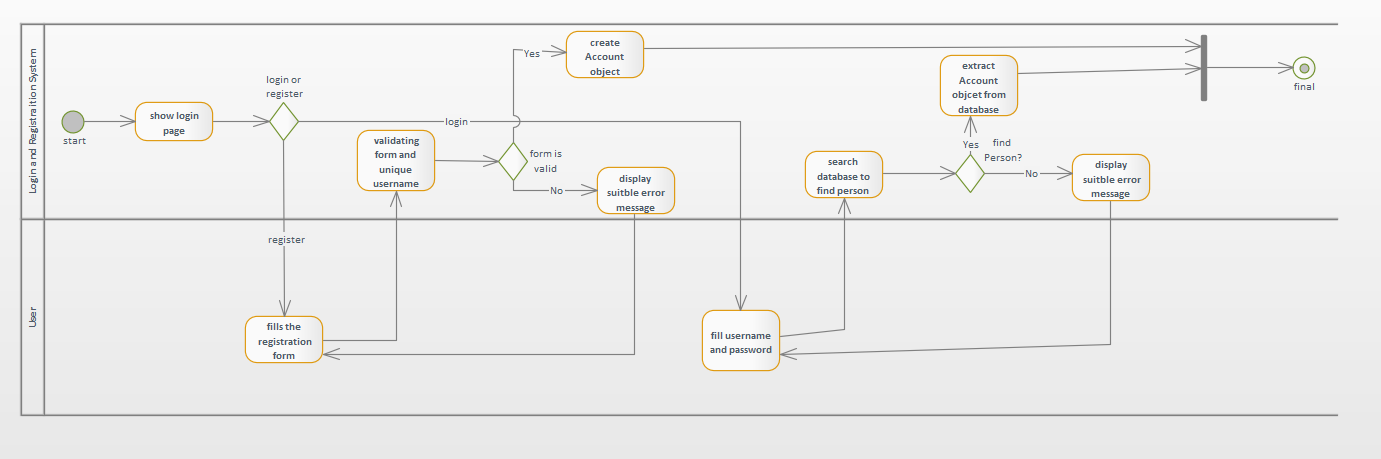 Login and Registraition System
start
show login
page
login or
register
login
register
fills the
registration
form
validating
form and
unique
username
form is
valid
Yes
create
Account
object
No
display
suitble error
message
fill username
and password
search
database to
find person
find
Person?
Yes
extract
Account
objcet from
database
No
display
suitble error
message
final
User